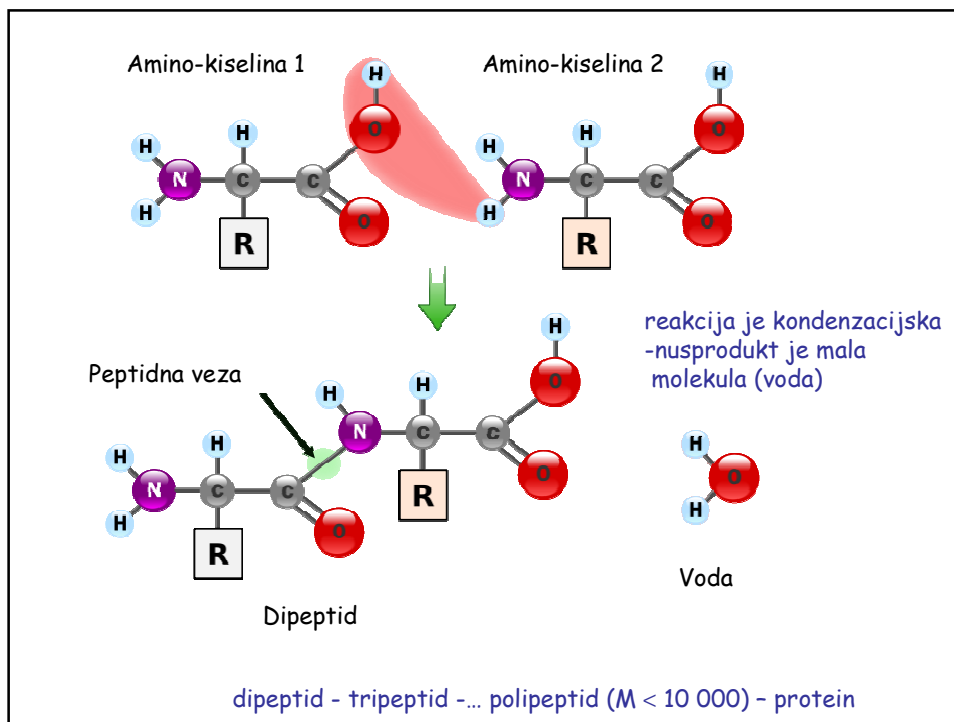 Amino-kiselina 1
Amino-kiselina 2
H
H
H
H
O
H
H
O
N
C
C
N
C
C
H
O
H
O
R
R
reakcija je kondenzacijska
-nusprodukt je mala
molekula (voda)
Peptidna veza
H
H
H
O
N
C
C
H
H
O
H
N
C
C
R
O
H
O
H
R
Voda
Dipeptid
dipeptid - tripeptid -... polipeptid (M < 10 000) – protein